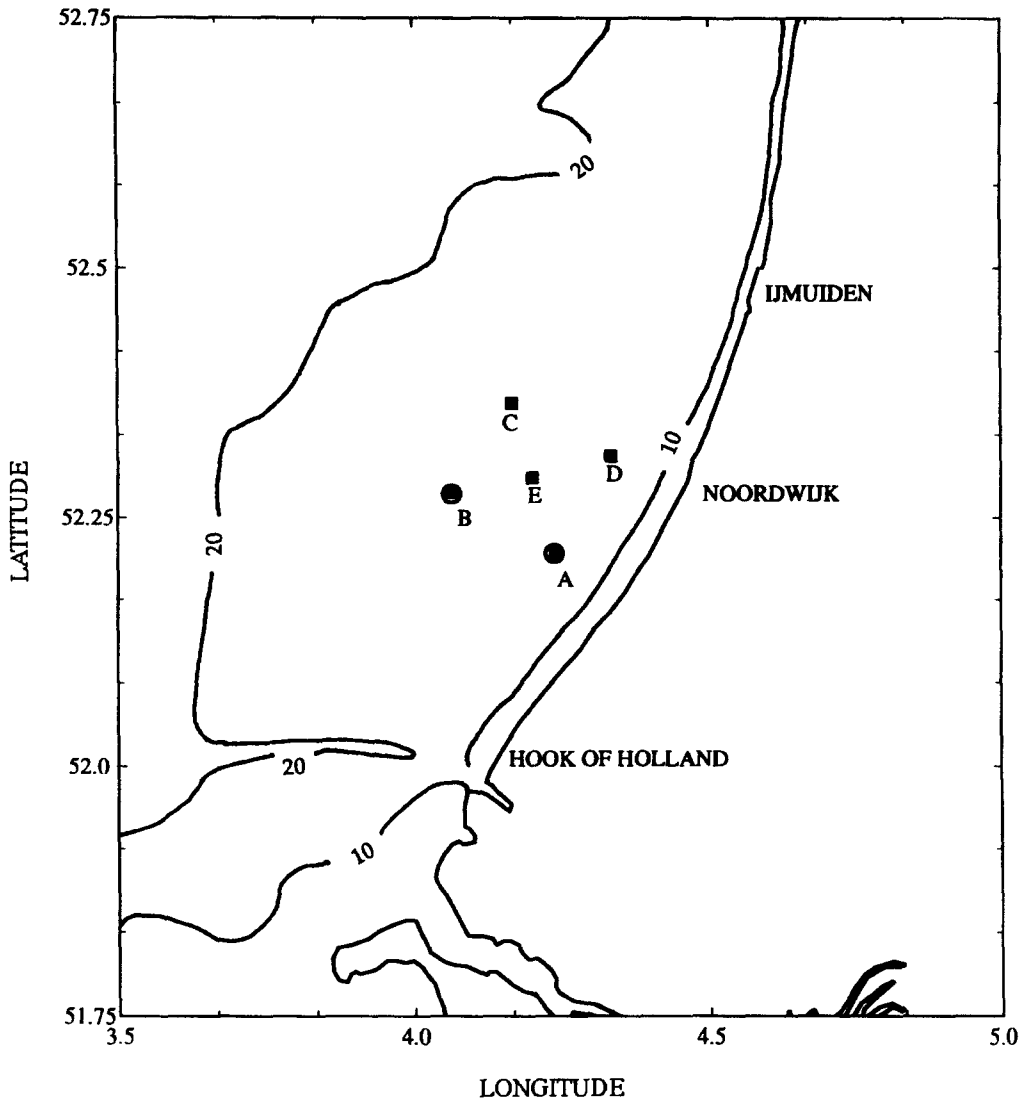 52.75
20
52.5
IJMUIDEN
C
10
D
E
NOORDWIJK
B
LATITUDE
52.25
20
A
HOOK OF HOLLAND
52.0
20
10
51.75
3.5
4.0
4.5
5.0
LONGITUDE